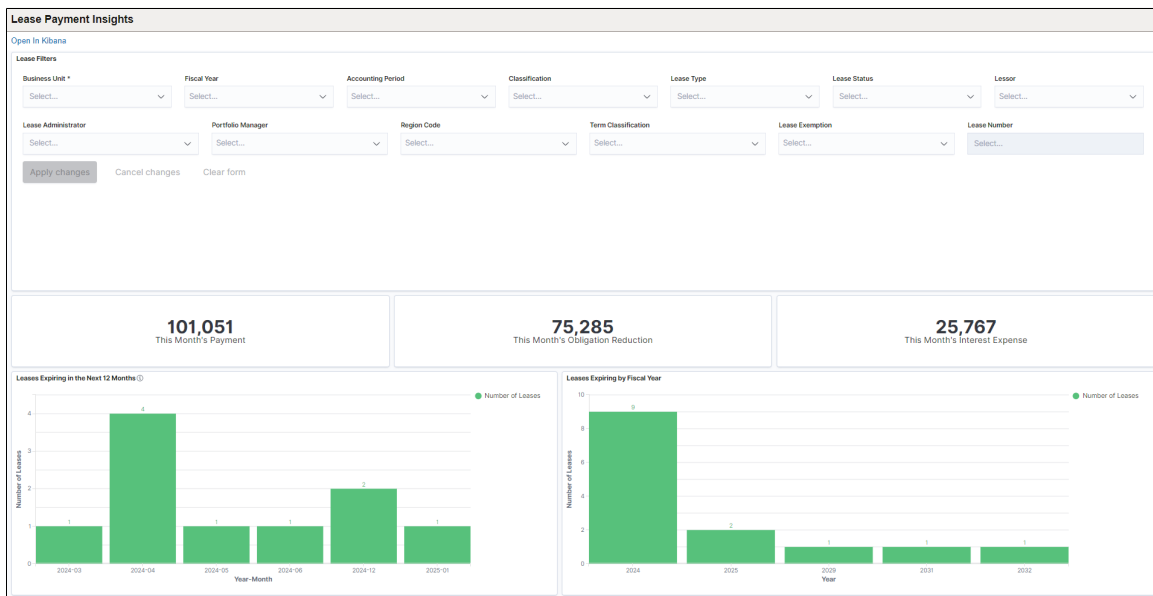 Lease Payment Insights
Open In Kibana
Lease Filters
Business Unit * Fiscal Year Accounting Period Classification Lease Type Lease Status Lessor
Select... Select... Select... Select... Select... Select... Select...
Lease Administrator Portfolio Manager Region Code Term Classification Lease Exemption Lease Number
Select... Select... Select... Select... Select... Select...
Apply changes Cancel changes Clear form
101,051 75,285 25,767
This Month's Payment This Month's Obligation Reduction This Month's Interest Expense
Leases Expiring in the Next 12 Months
Number of Leases
4
3
2
1
0
Number of Leases
1 4 1 1 2 1
2024-03 2024-04 2024-05 2024-06 2024-12 2025-01
Year-Month
Leases Expiring by Fiscal Year
Number of Leases
10
8
6
4
2
0
Number of Leases
9 2 1 1 1
2024 2025 2029 2031 2032
Year